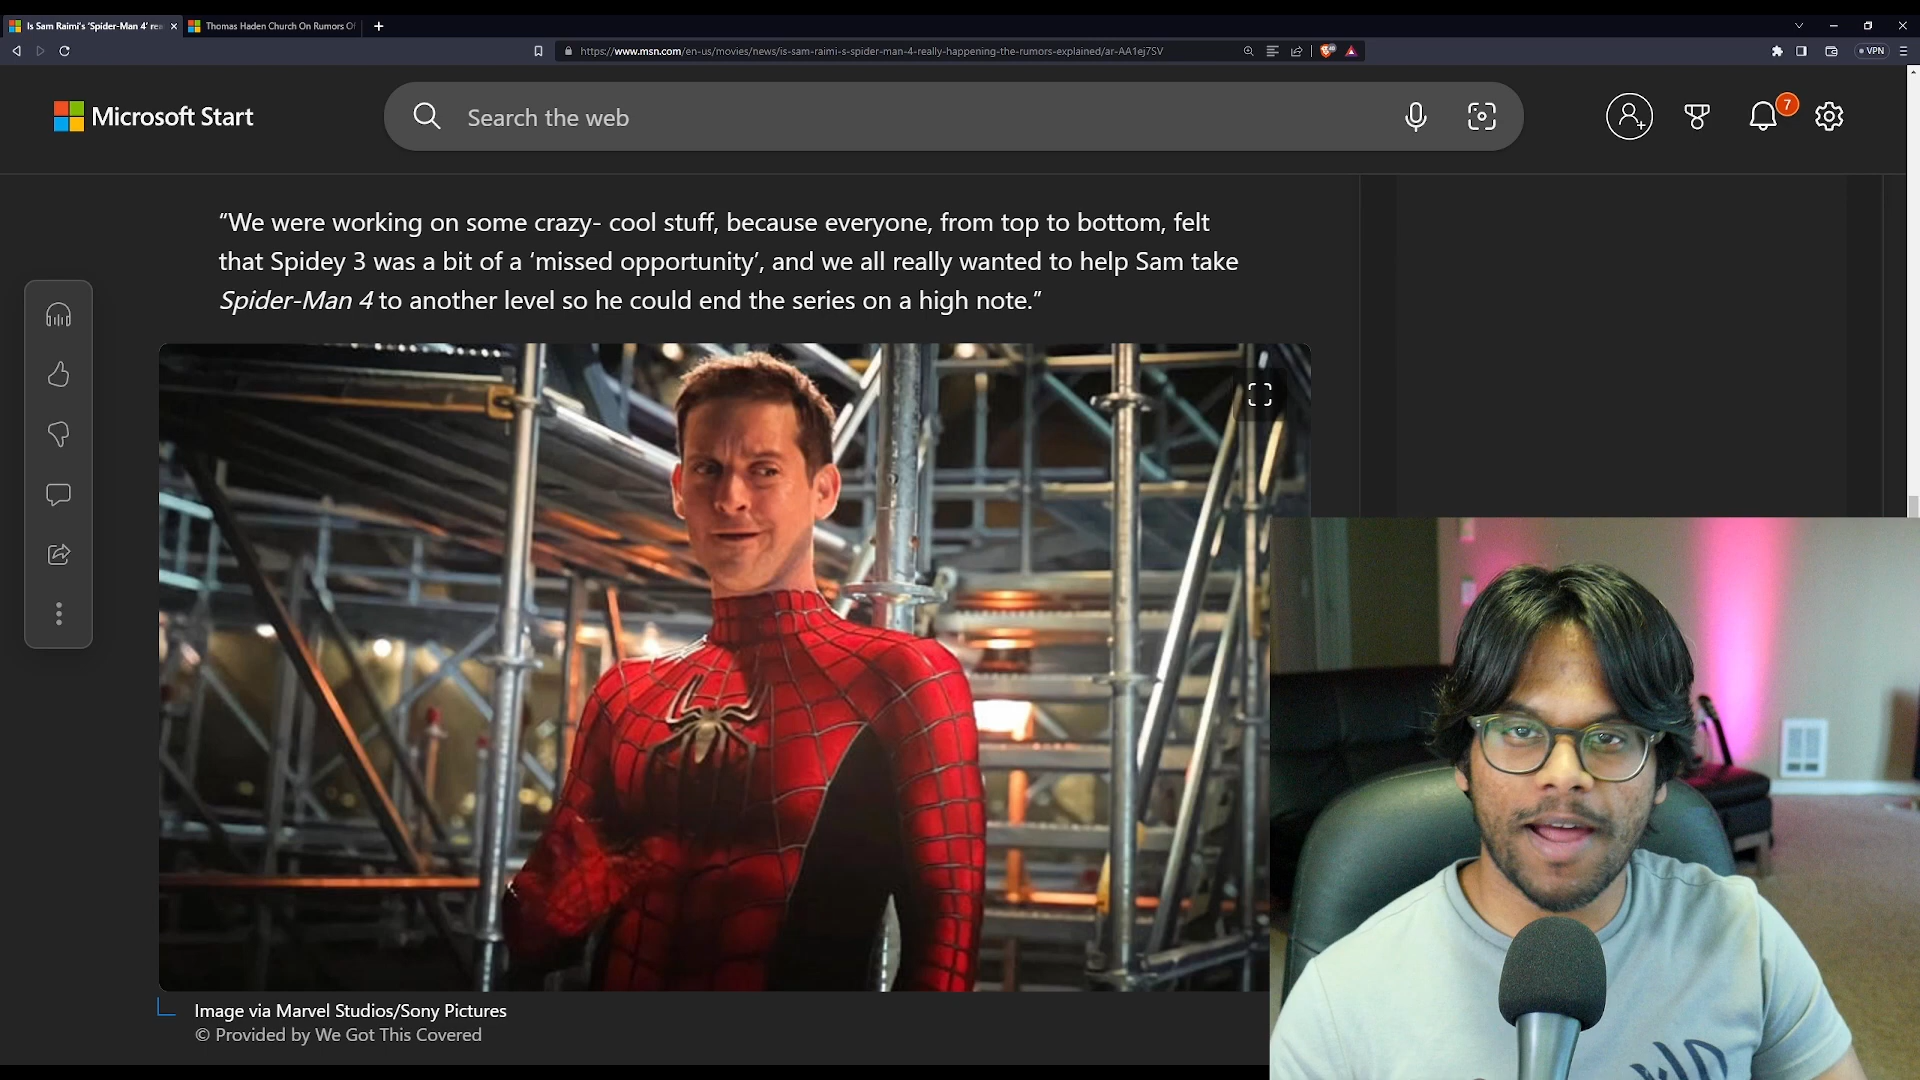 Is Sam Raimi's 'Spider-Man 4' rea
Thomas Haden Church On Rumors Of
https://www.msn.com/en-us/movies/news/is-sam-raimi-s-spider-man-4-really-happening-the-rumors-explained/ar-AA1ej7SV
VPN
Microsoft Start
Search the web
7
“We were working on some crazy- cool stuff, because everyone, from top to bottom, felt
that Spidey 3 was a bit of a ‘missed opportunity’, and we all really wanted to help Sam take
Spider-Man 4 to another level so he could end the series on a high note.”
Image via Marvel Studios/Sony Pictures
© Provided by We Got This Covered